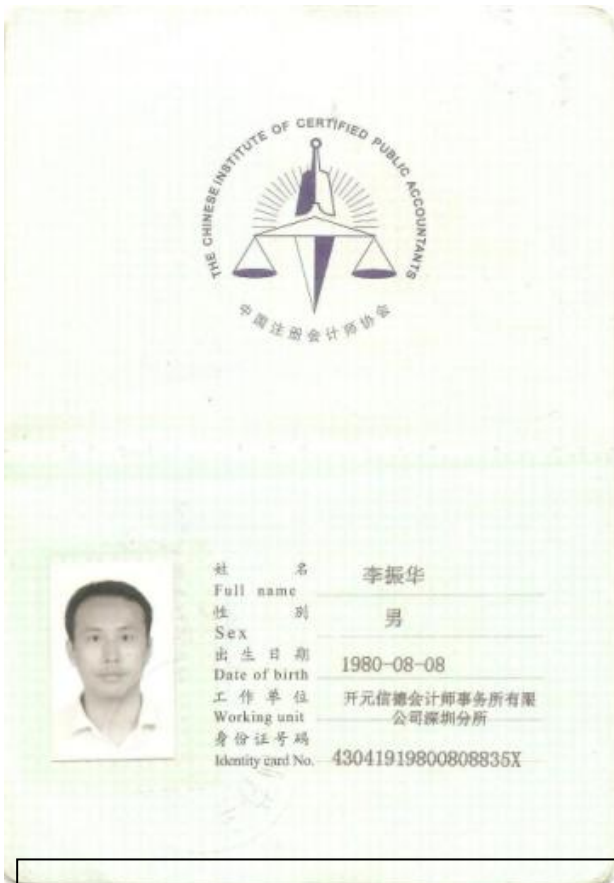 THE CHINESE INSTITUTE OF CERTIFIED PUBLIC ACCOUNTANTS
中国注册会计师协会
姓 名 李振华
Full name
性 别 男
Sex
出生日期 1980-08-08
Date of birth
工作单位 开元信德会计师事务所有限
Working unit 公司深圳分所
身份证号码
Identity card No. 43041919800808835X